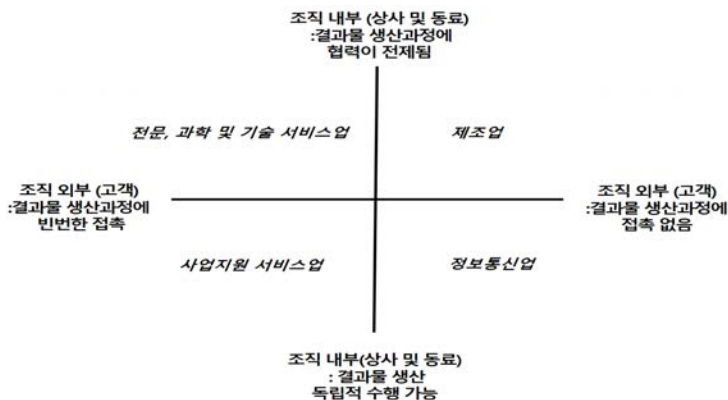 조직 내부 (상사 및 동료)
:결과물 생산과정에
협력이 전제됨
전문, 과학 및 기술 서비스업
제조업
조직 외부 (고객)
:결과물 생산과정에
빈번한 접촉
조직 외부 (고객)
:결과물 생산과정에
접촉 없음
사업지원 서비스업
정보통신업
조직 내부(상사 및 동료)
: 결과물 생산
독립적 수행 가능